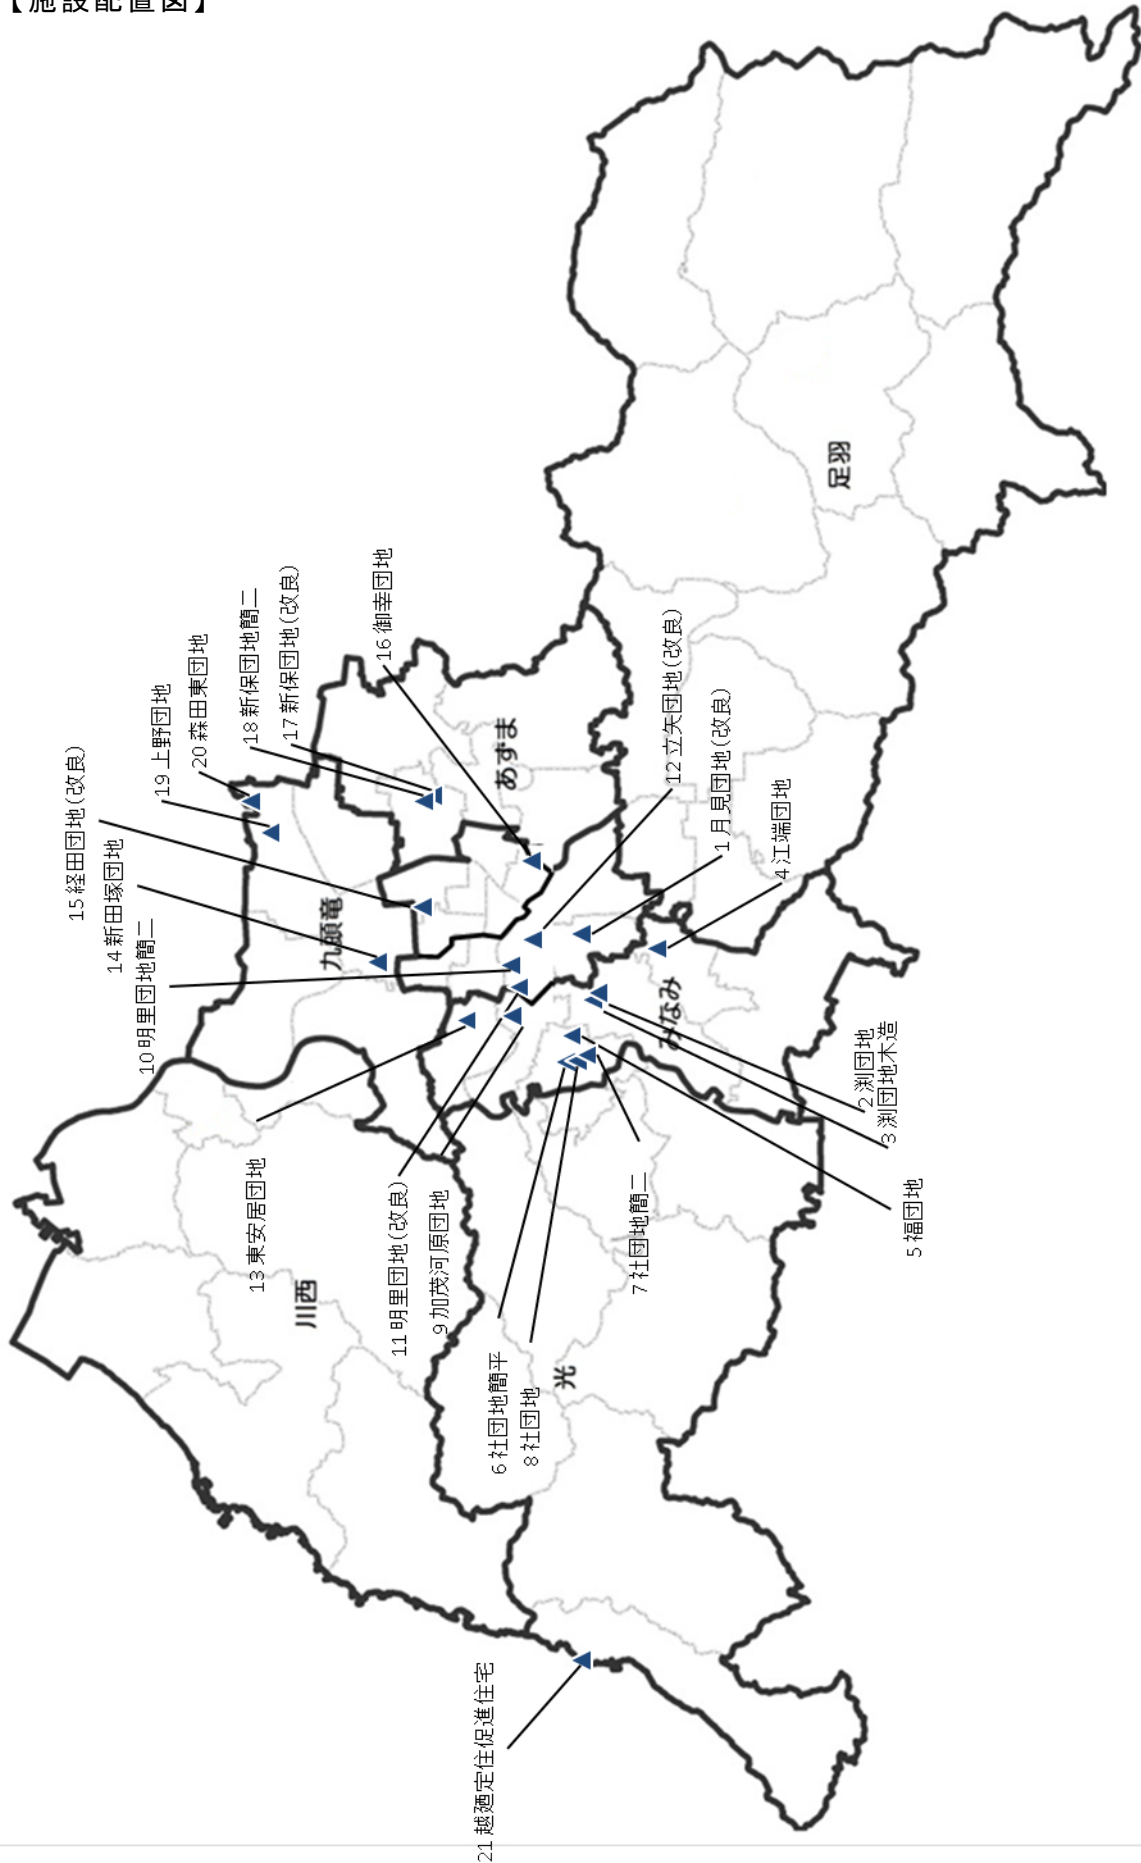 【施設配置図】
15 経田団地(改良)
14 新田塚団地
10 明里団地簡二
19 上野団地
20 森田東団地
18 新保団地簡二
17 新保団地(改良)
16 御幸団地
12 立矢団地(改良)
1 月見団地(改良)
4 江端団地
九頭竜
あずま
足羽
みなみ
川西
光
13 東安居団地
11 明里団地(改良)
9 加茂河原団地
6 社団地簡平
8 社団地
7 社団地簡二
2 渕団地
3 渕団地木造
5 福団地
21 越廼定住促進住宅